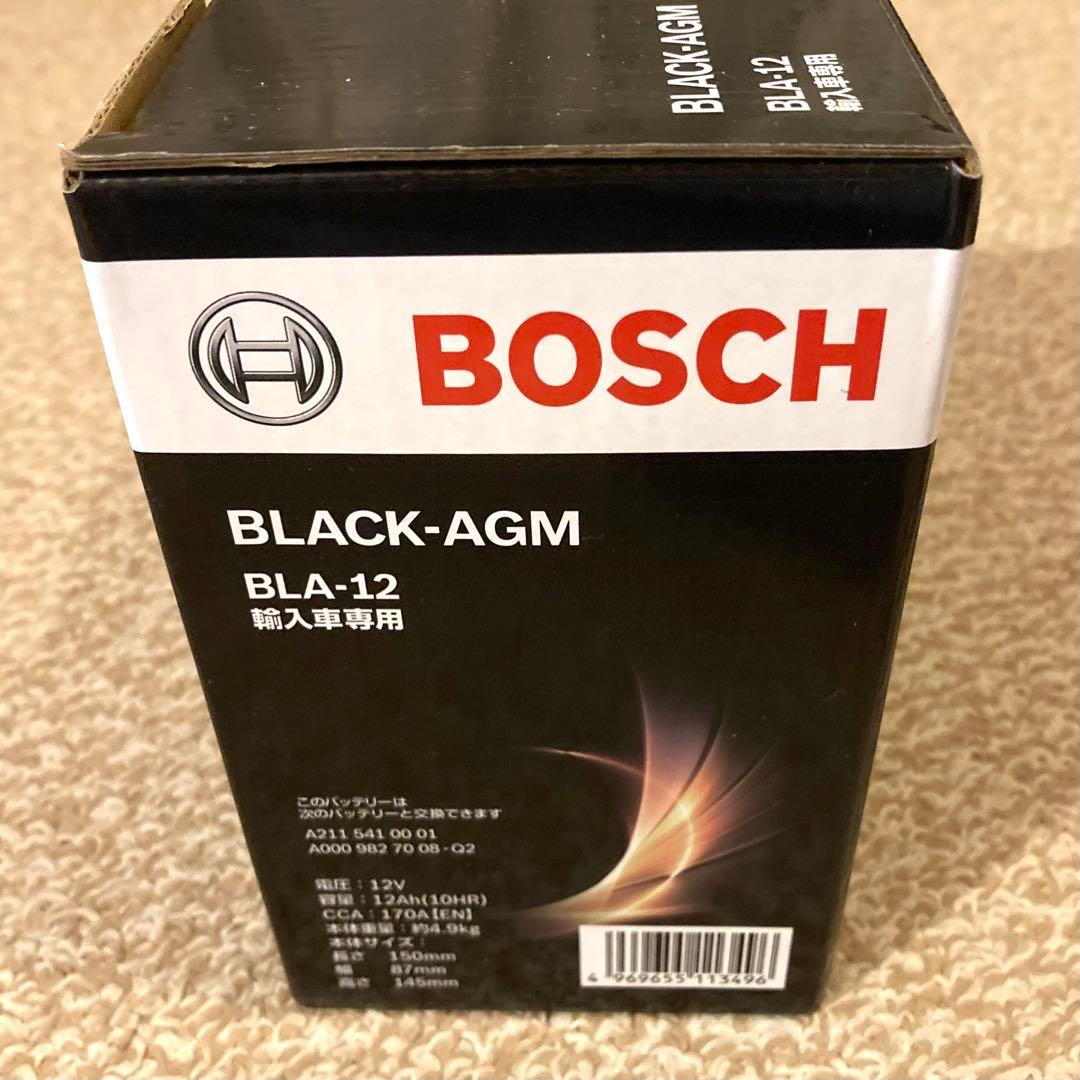 BLACK-AGM
BLA-12
輸入車専用
BOSCH
BLACK-AGM
BLA-12
輸入車専用
このバッテリーは
次のバッテリーと交換できます
A211 541 00 01
A000 982 70 08-Q2
電圧：12V
容量：12Ah(10HR)
CCA：170A【EN】
本体重量：約4.9kg
本体サイズ：
長さ 150mm
幅 87mm
高さ 145mm
4 969655 113496